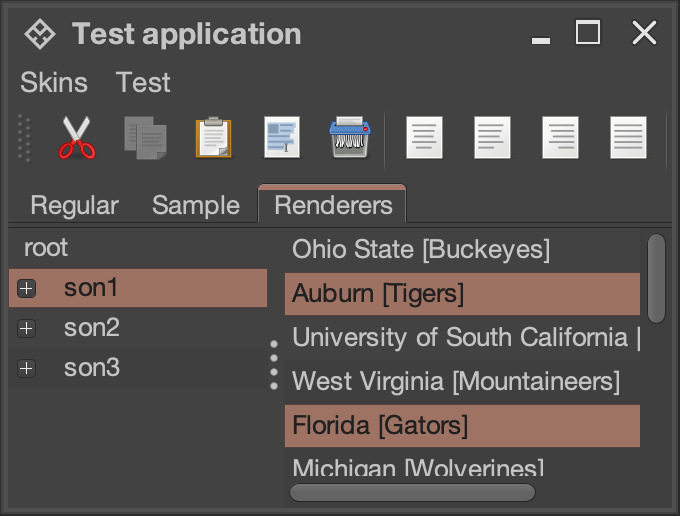 Test application
Skins Test
Regular Sample Renderers
root
son1
son2
son3
Ohio State [Buckeyes]
Auburn [Tigers]
University of South California [
West Virginia [Mountaineers]
Florida [Gators]
Michigan [Wolverines]